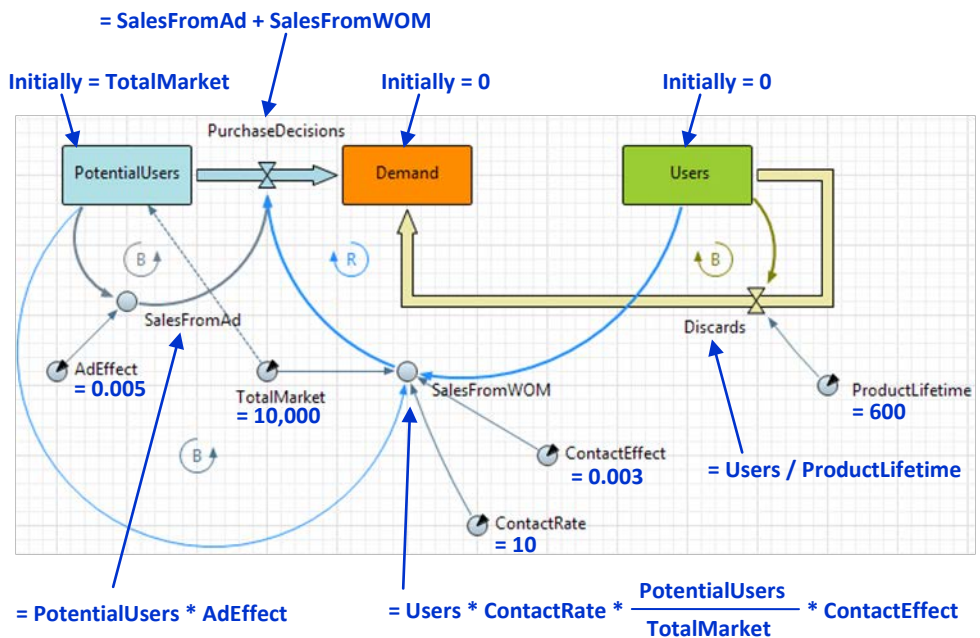 = SalesFromAd + SalesFromWOM
Initially = TotalMarket
Initially = 0
Initially = 0
PurchaseDecisions
PotentialUsers
Demand
Users
B
R
B
SalesFromAd
Discards
AdEffect
= 0.005
TotalMarket
= 10,000
SalesFromWOM
ProductLifetime
= 600
B
ContactEffect
= 0.003
= Users / ProductLifetime
ContactRate
= 10
= PotentialUsers * AdEffect
= Users * ContactRate * PotentialUsers / TotalMarket * ContactEffect